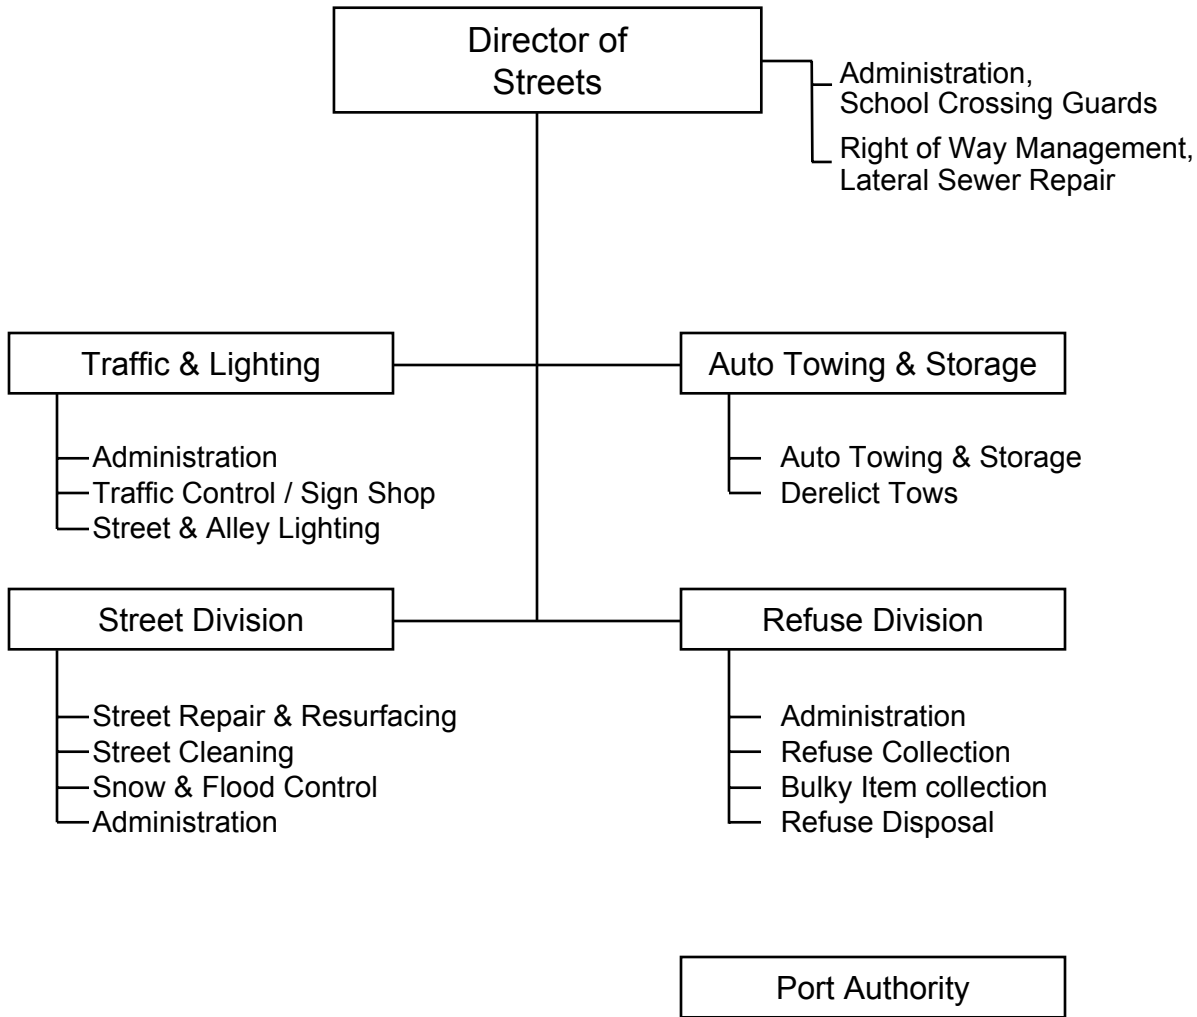 Director of
Streets
Administration,
School Crossing Guards
Right of Way Management,
Lateral Sewer Repair
Traffic & Lighting
Administration
Traffic Control / Sign Shop
Street & Alley Lighting
Auto Towing & Storage
Auto Towing & Storage
Derelict Tows
Street Division
Street Repair & Resurfacing
Street Cleaning
Snow & Flood Control
Administration
Refuse Division
Administration
Refuse Collection
Bulky Item collection
Refuse Disposal
Port Authority